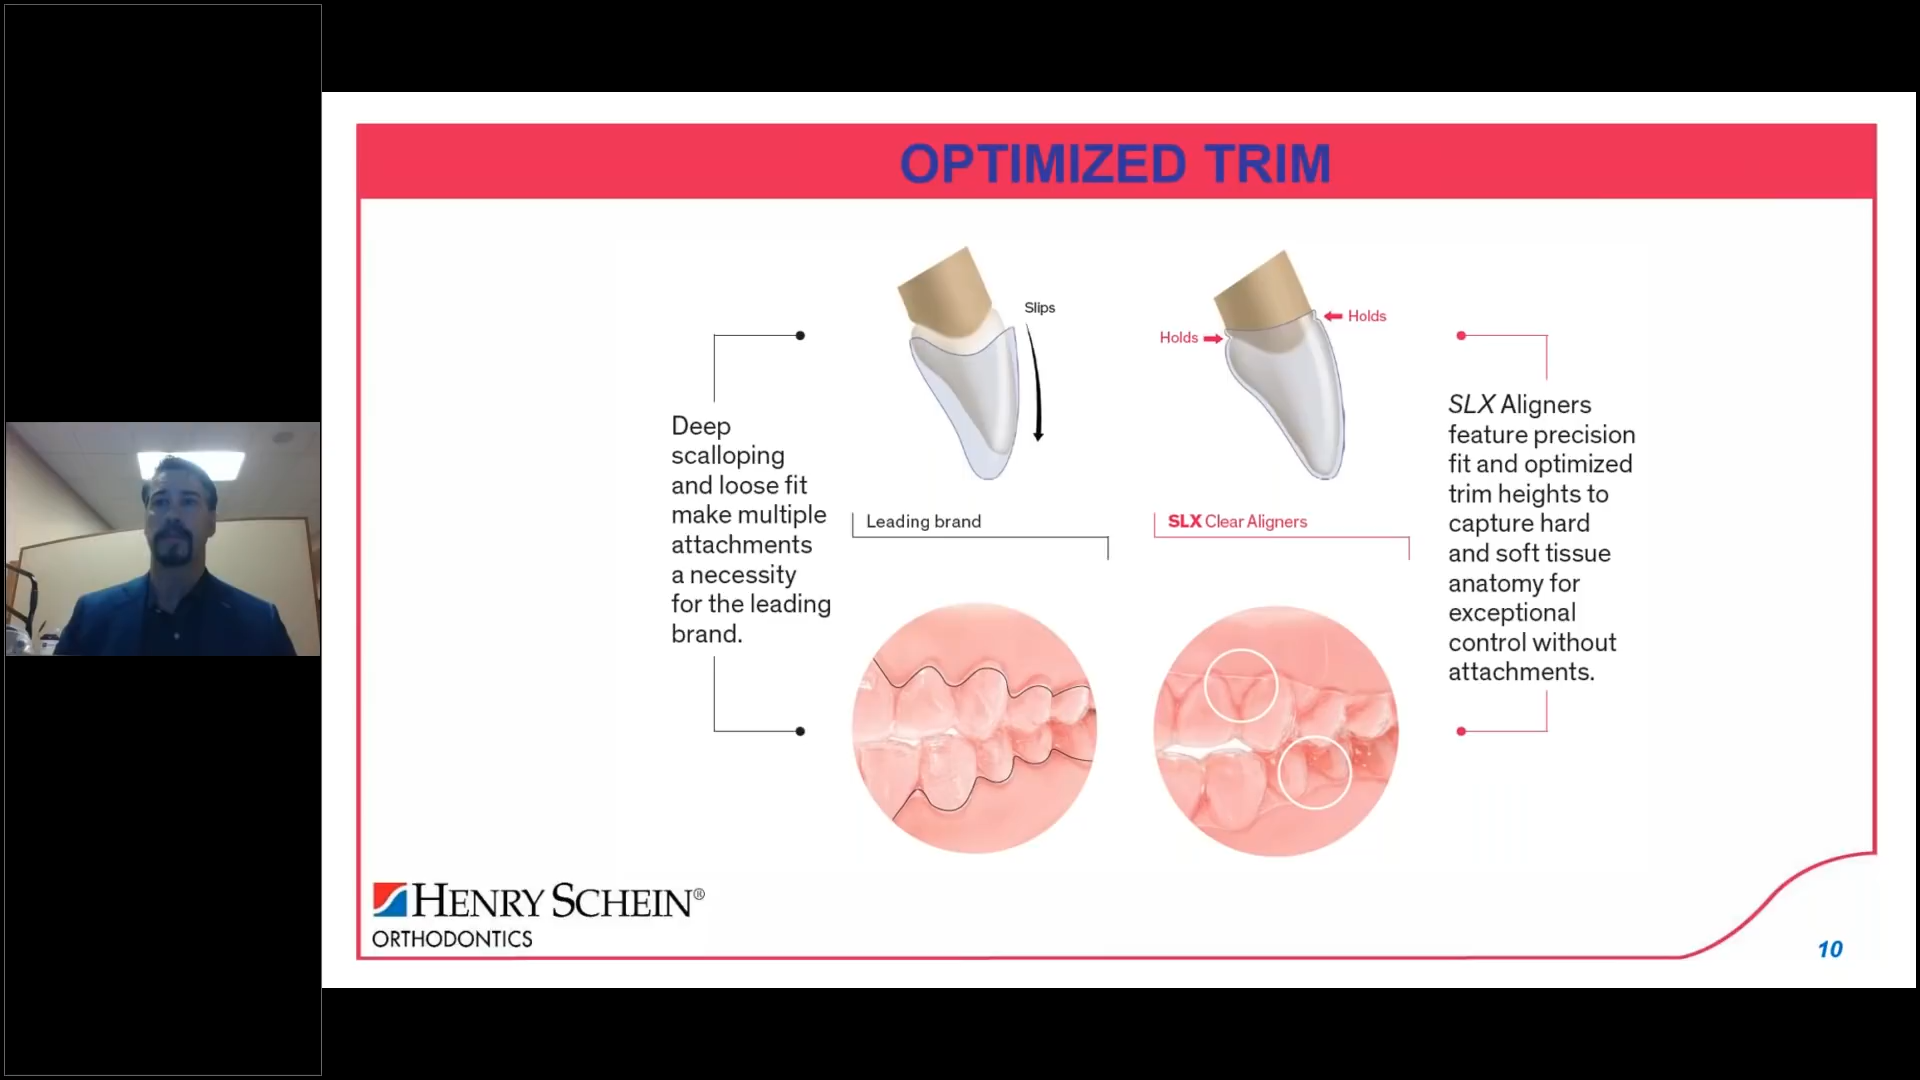 OPTIMIZED TRIM
Slips
Holds
Holds
Deep
scalloping
and loose fit
make multiple
attachments
a necessity
for the leading
brand.
Leading brand
SLX Clear Aligners
SLX Aligners
feature precision
fit and optimized
trim heights to
capture hard
and soft tissue
anatomy for
exceptional
control without
attachments.
HENRY SCHEIN®
ORTHODONTICS
10